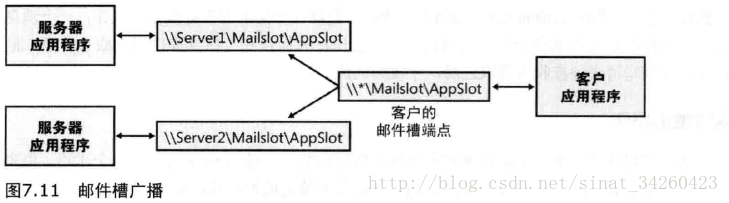 服务器
应用程序
\\Server1\Mailslot\AppSlot
\\*\Mailslot\AppSlot
客户的
邮件槽端点
客户
应用程序
服务器
应用程序
\\Server2\Mailslot\AppSlot
图7.11 邮件槽广播
http://blog.csdn.net/sinat_34260423